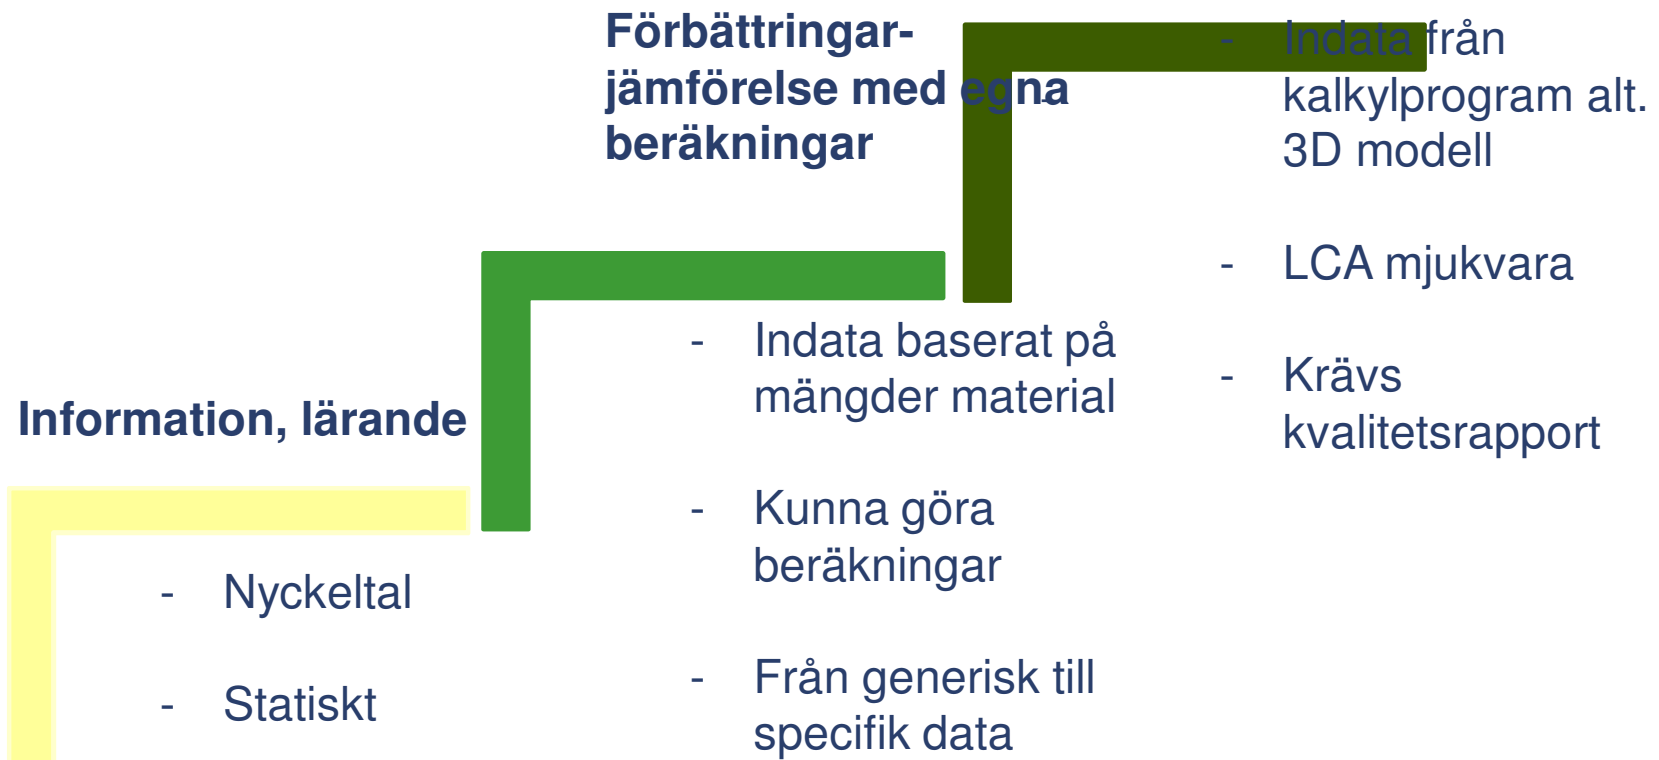 Information, lärande
- Nyckeltal
- Statiskt
Förbättringar-
jämförelse med egna
beräkningar
- Indata baserat på
mängder material
- Kunna göra
beräkningar
- Från generisk till
specifik data
-
- Indata från
kalkylprogram alt.
3D modell
- LCA mjukvara
- Krävs
kvalitetsrapport